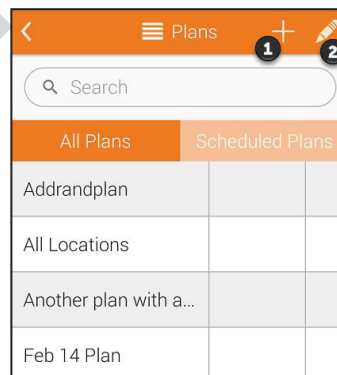 Plans
1
2
Search
All Plans Scheduled Plans
Addrandplan
All Locations
Another plan with a...
Feb 14 Plan